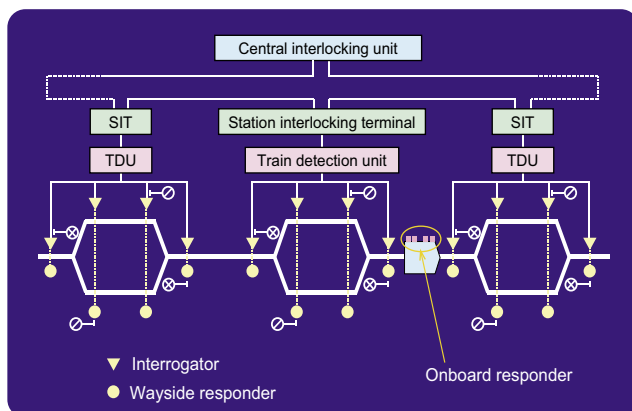 Central interlocking unit
SIT
Station interlocking terminal
SIT
TDU
Train detection unit
TDU
Interrogator
Wayside responder
Onboard responder